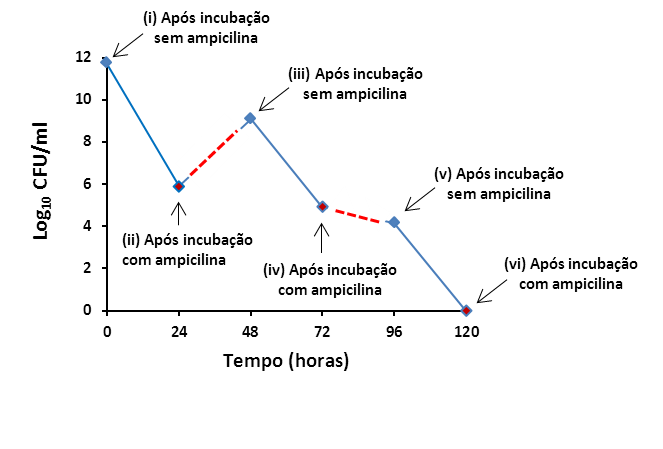 (i) Após incubação
sem ampicilina
12
(iii) Após incubação
sem ampicilina
10
8
(v) Após incubação
sem ampicilina
6
Log10 CFU/ml
4
(ii) Após incubação
com ampicilina
(iv) Após incubação
com ampicilina
(vi) Após incubação
com ampicilina
2
0
0 24 48 72 96 120
Tempo (horas)